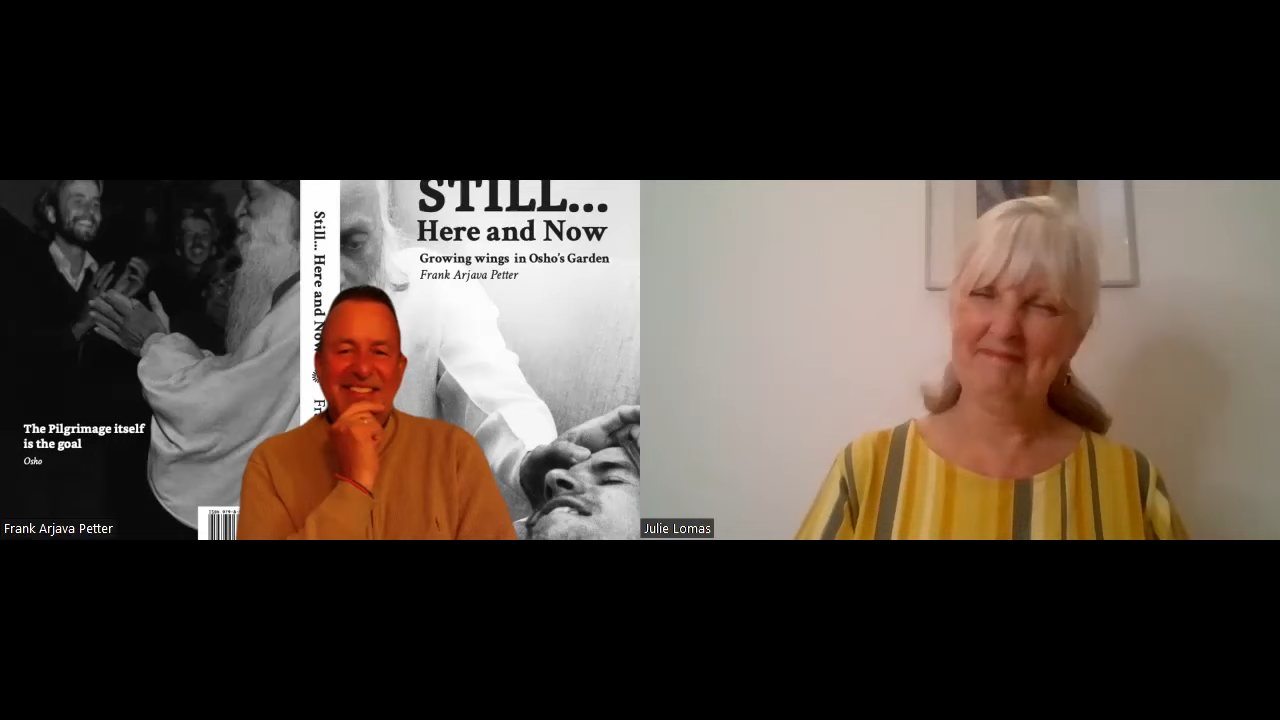 STILL...
Here and Now
Growing wings in Osho's Garden
Frank Arjava Petter
Still... Here and Now
The Pilgrimage itself
is the goal
Osho
Frank Arjava Petter
Julie Lomas